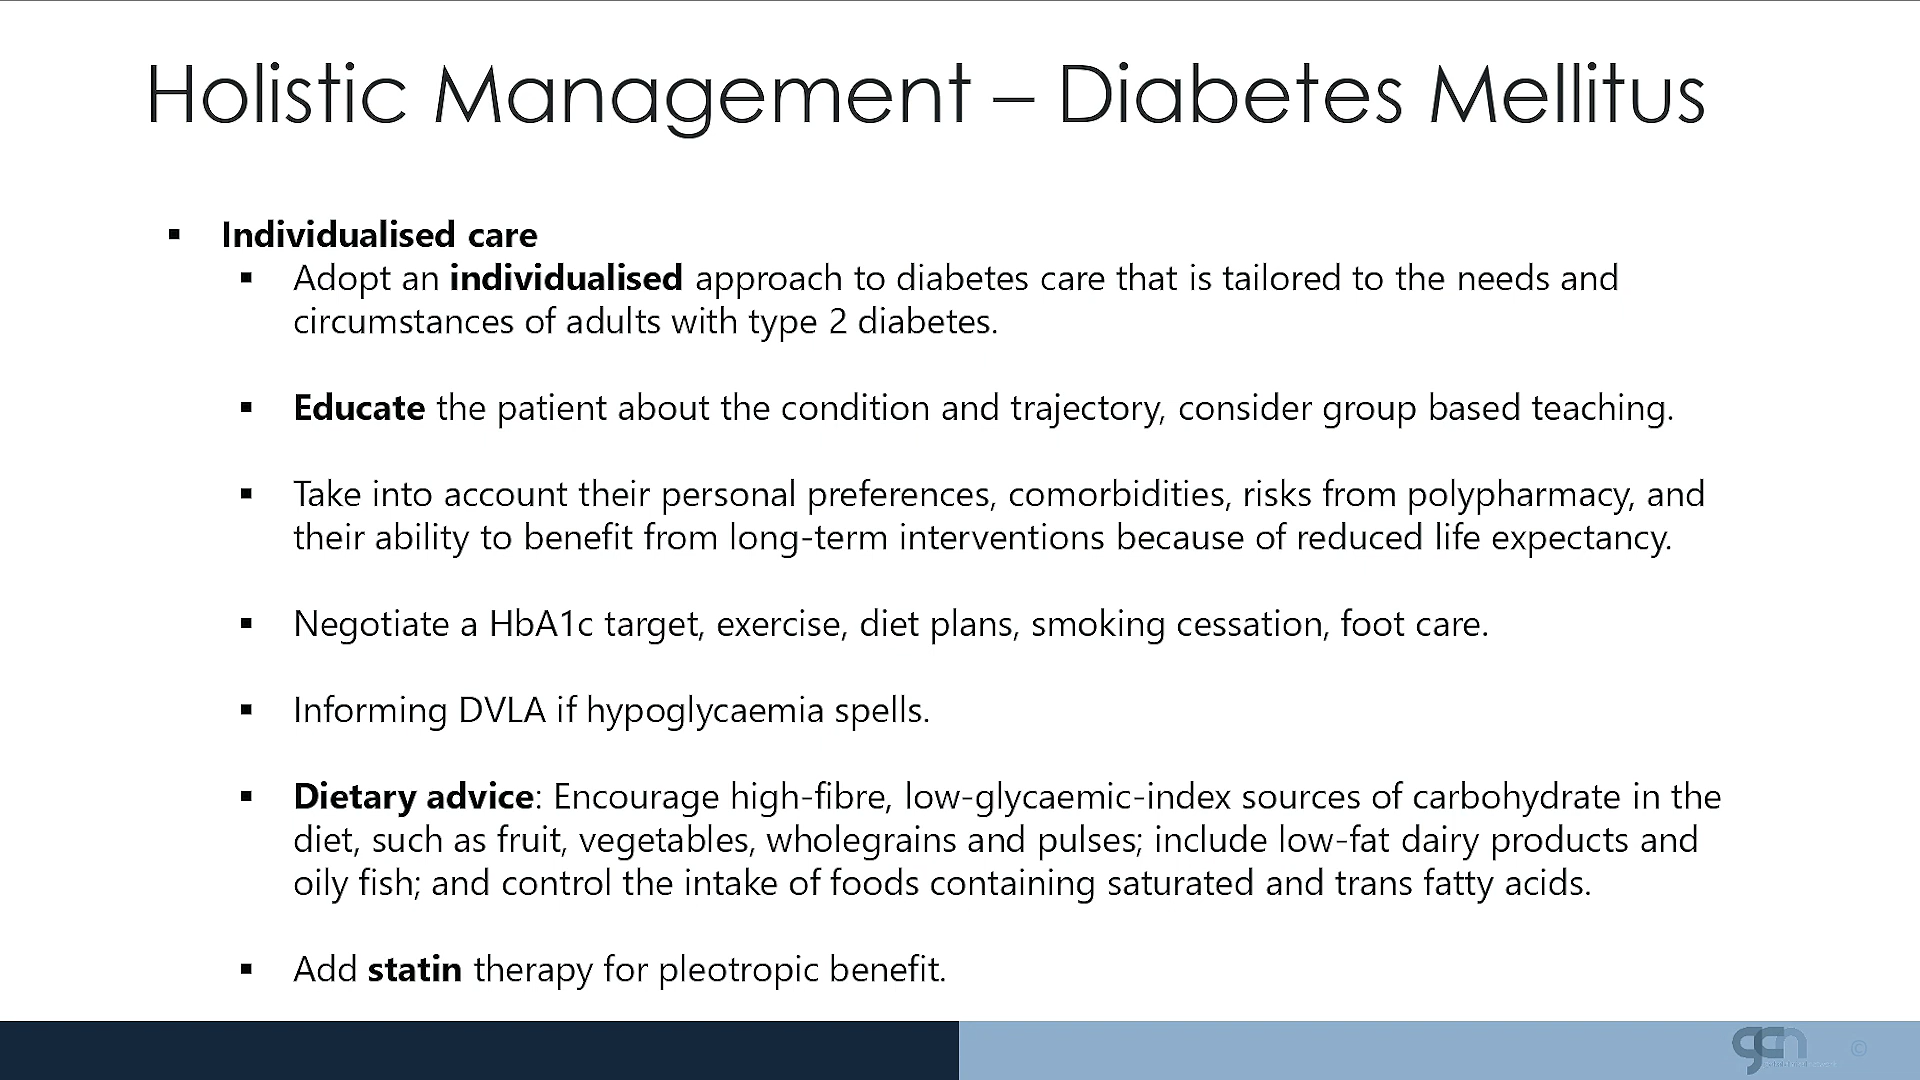 Holistic Management – Diabetes Mellitus
▪ Individualised care
▪ Adopt an individualised approach to diabetes care that is tailored to the needs and
circumstances of adults with type 2 diabetes.
▪ Educate the patient about the condition and trajectory, consider group based teaching.
▪ Take into account their personal preferences, comorbidities, risks from polypharmacy, and
their ability to benefit from long-term interventions because of reduced life expectancy.
▪ Negotiate a HbA1c target, exercise, diet plans, smoking cessation, foot care.
▪ Informing DVLA if hypoglycaemia spells.
▪ Dietary advice: Encourage high-fibre, low-glycaemic-index sources of carbohydrate in the
diet, such as fruit, vegetables, wholegrains and pulses; include low-fat dairy products and
oily fish; and control the intake of foods containing saturated and trans fatty acids.
▪ Add statin therapy for pleotropic benefit.
©